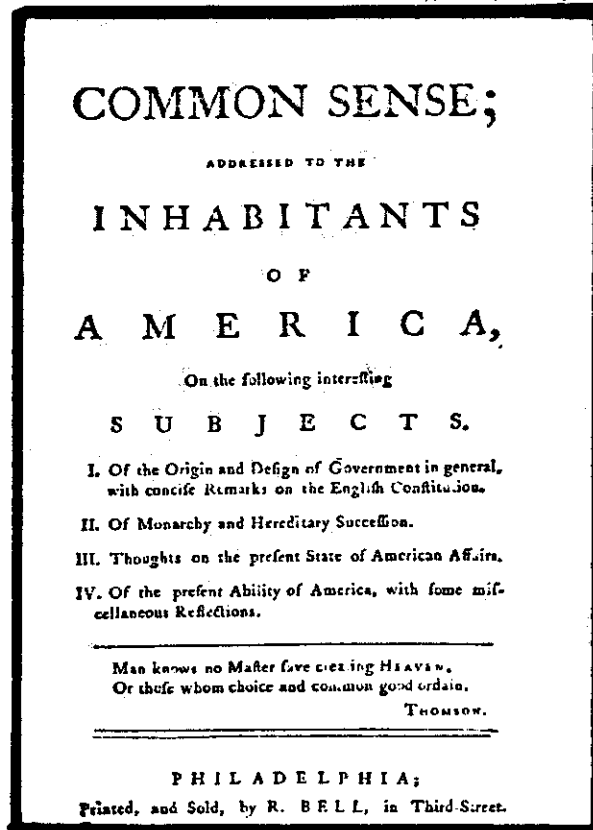 COMMON SENSE;
ADDRESSED TO THE
INHABITANTS
OF
AMERICA,
On the following intereſting
SUBJECTS.
I. Of the Origin and Deſign of Government in general,
with conciſe Remarks on the Engliſh Conſtitution.
II. Of Monarchy and Hereditary Succeſſion.
III. Thoughts on the preſent State of American Affairs.
IV. Of the preſent Ability of America, with ſome miſ-
cellaneous Reflections.
Man knows no Maſter ſave creating HEAVEN,
Or thoſe whom choice and common good ordain.
THOMSON.
PHILADELPHIA;
Printed, and Sold, by R. BELL, in Third-Street.